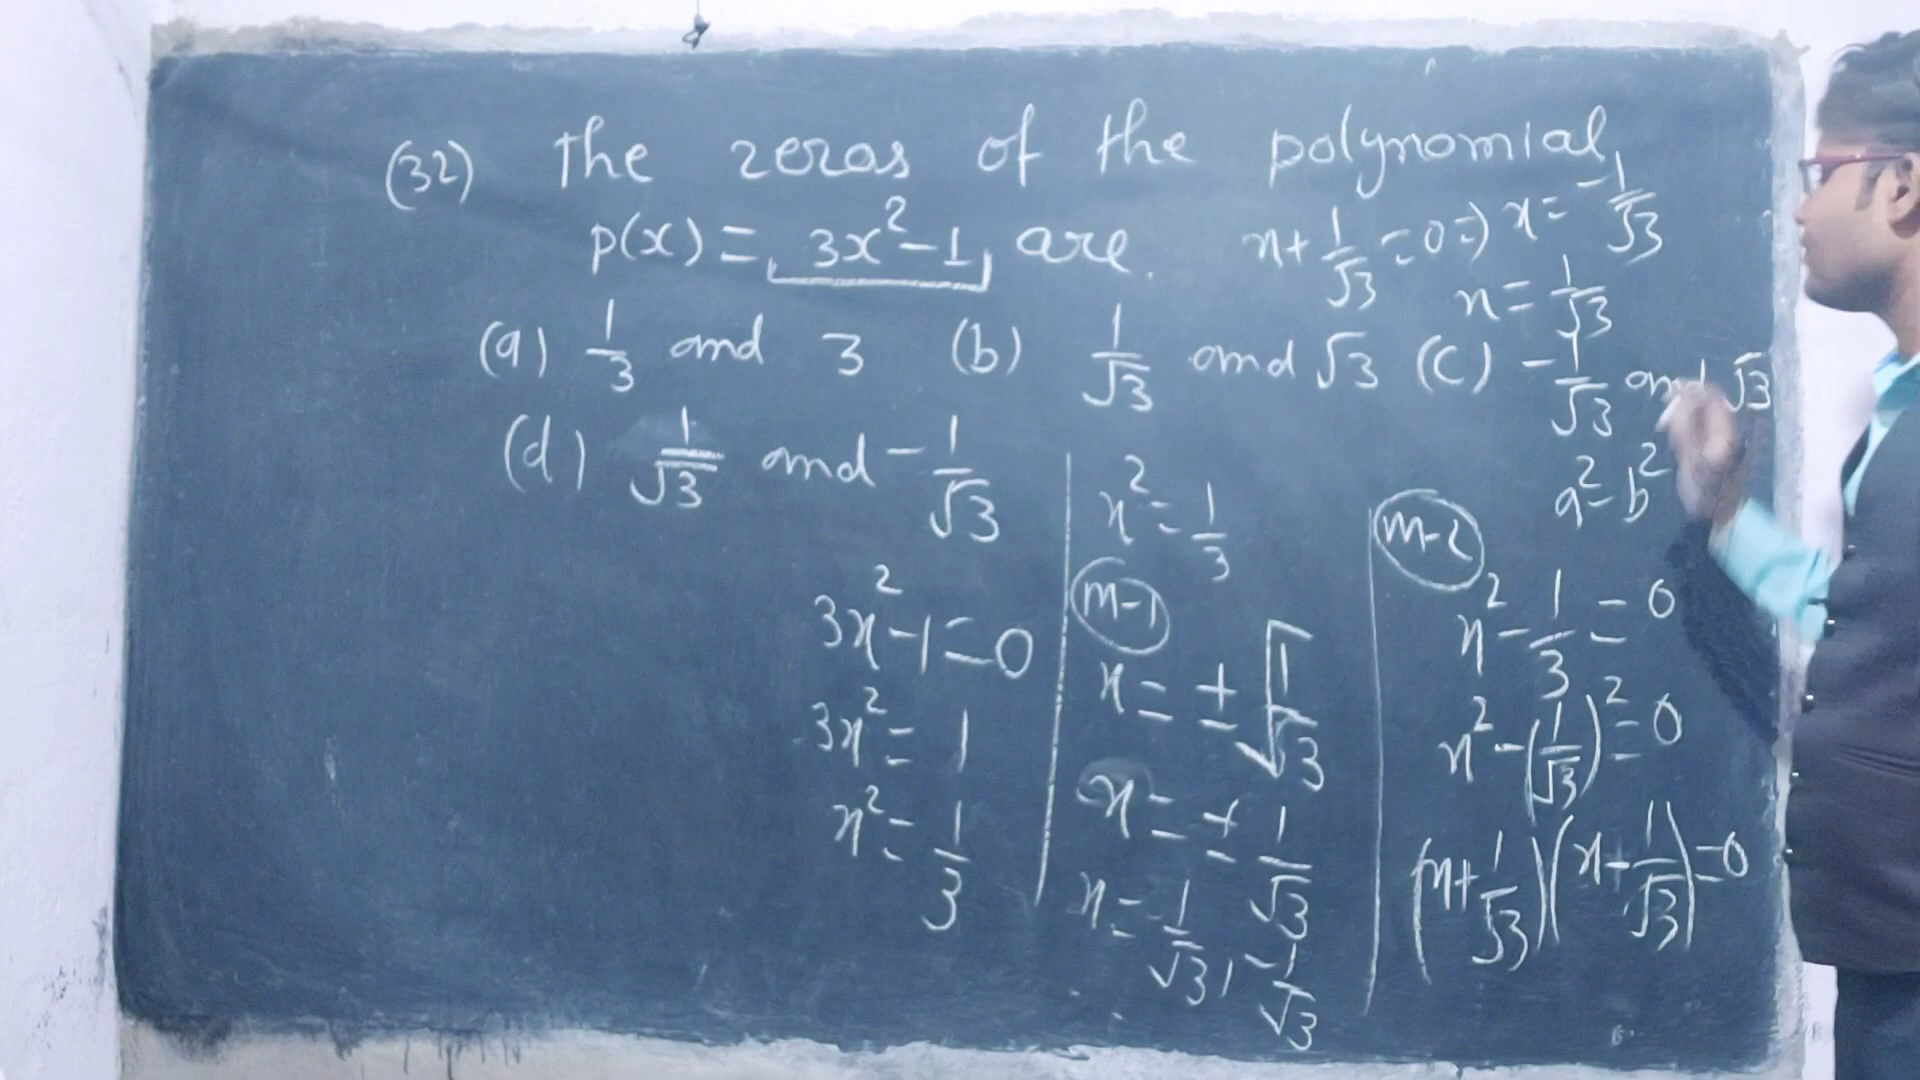 (32) The zeros of the polynomial
p(x) = 3x²-1 are.
(a) 1/3 and 3 (b) 1/√3 and √3 (c) -1/√3 and √3
(d) 1/√3 and -1/√3
3x²-1=0
3x²=1
x²=1/3
x²=1/3
m-1
x=±√(1/3)
x=±1/√3
x=1/√3, -1/√3
m-2
a²-b²
x²-1/3=0
x²-(1/√3)²=0
(x+1/√3)(x-1/√3)=0
x+1/√3=0⇒x=-1/√3
x=1/√3